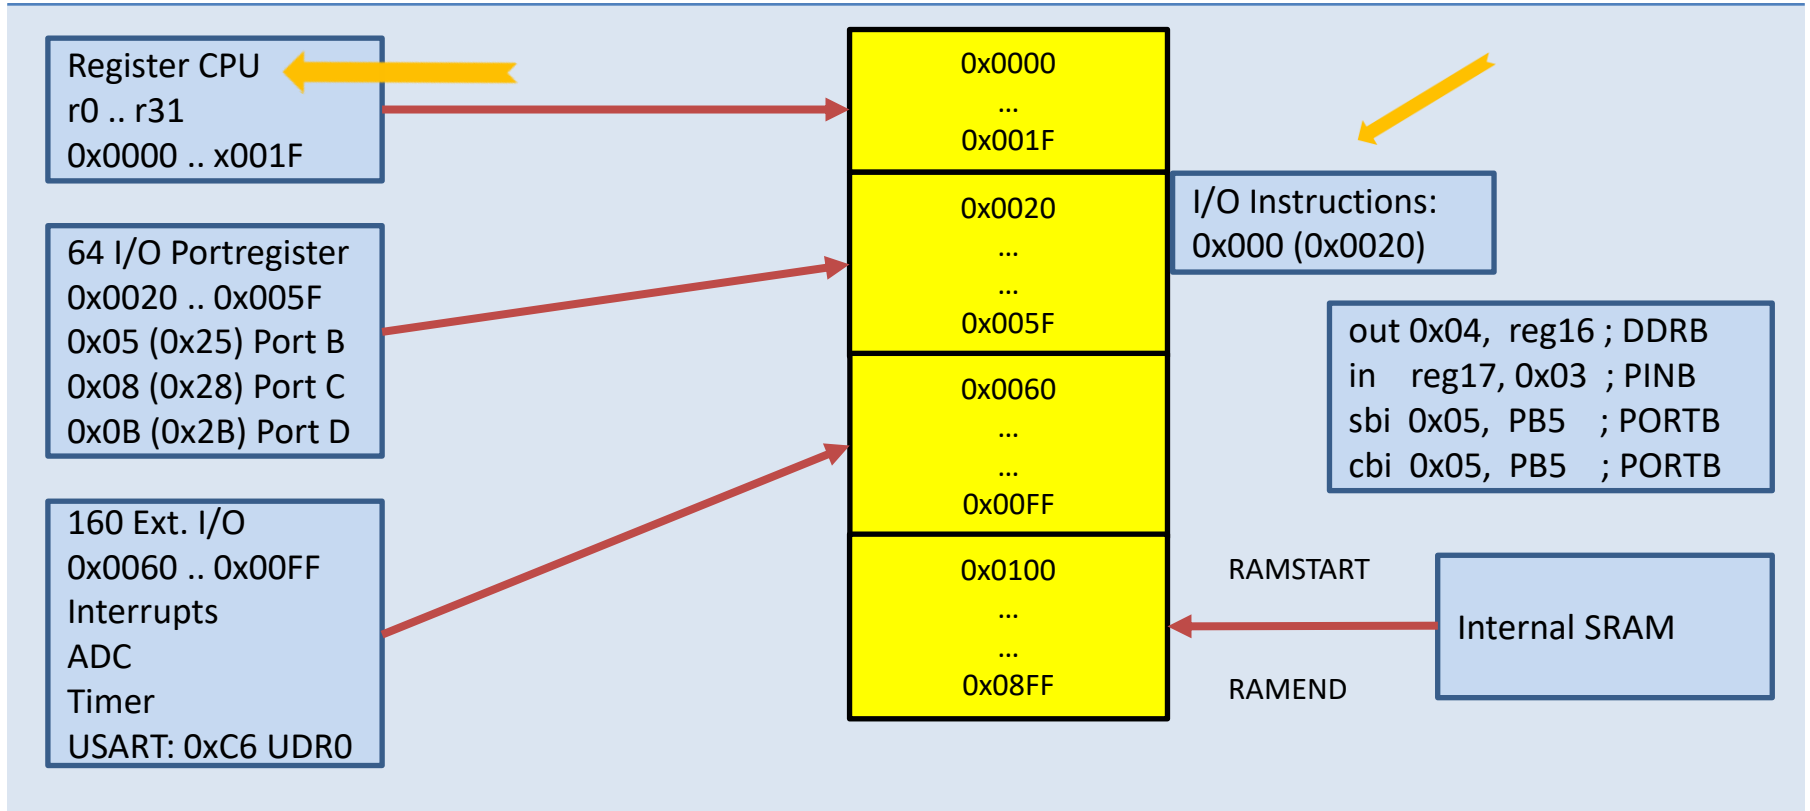 Register CPU
r0 .. r31
0x0000 .. x001F
64 I/O Portregister
0x0020 .. 0x005F
0x05 (0x25) Port B
0x08 (0x28) Port C
0x0B (0x2B) Port D
160 Ext. I/O
0x0060 .. 0x00FF
Interrupts
ADC
Timer
USART: 0xC6 UDR0
0x0000
...
0x001F
0x0020
...
...
0x005F
0x0060
...
...
0x00FF
0x0100
...
...
0x08FF
I/O Instructions:
0x000 (0x0020)
out 0x04, reg16 ; DDRB
in reg17, 0x03 ; PINB
sbi 0x05, PB5 ; PORTB
cbi 0x05, PB5 ; PORTB
RAMSTART
RAMEND
Internal SRAM